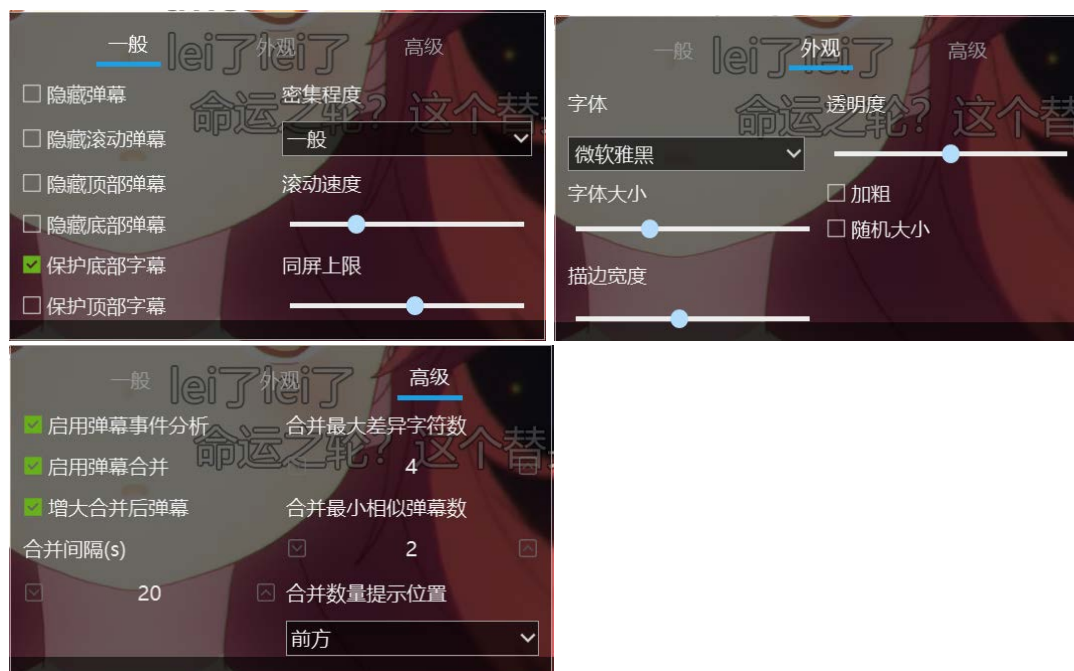 一般 外观 高级
lei了lei了
隐藏弹幕 密集程度
命运之轮？这个替
隐藏滚动弹幕 一般
隐藏顶部弹幕 滚动速度
隐藏底部弹幕
保护底部字幕 同屏上限
保护顶部字幕
一般 外观 高级
lei了lei了
字体 透明度
命运之轮？这个替
微软雅黑
字体大小 加粗
随机大小
描边宽度
一般 外观 高级
lei了lei了
启用弹幕事件分析 合并最大差异字符数
命运之轮？这个替
启用弹幕合并 4
增大合并后弹幕 合并最小相似弹幕数
合并间隔(s) 2
20 合并数量提示位置
前方